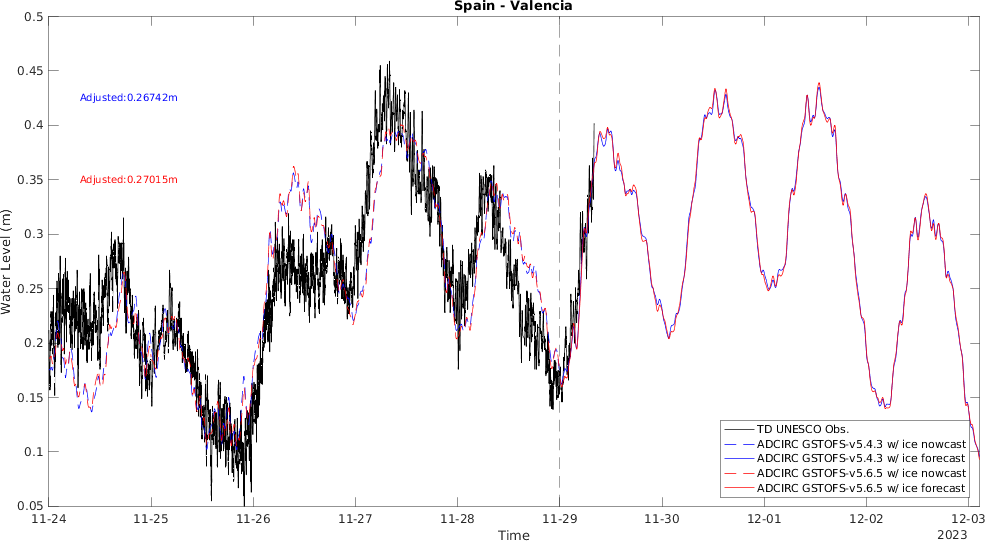 Spain - Valencia
0.5
0.45
0.4
0.35
0.3
0.25
0.2
0.15
0.1
0.05
Water Level (m)
Adjusted:0.26742m
Adjusted:0.27015m
TD UNESCO Obs.
ADCIRC GSTOFS-v5.4.3 w/ ice nowcast
ADCIRC GSTOFS-v5.4.3 w/ ice forecast
ADCIRC GSTOFS-v5.6.5 w/ ice nowcast
ADCIRC GSTOFS-v5.6.5 w/ ice forecast
11-24 11-25 11-26 11-27 11-28 11-29 11-30 12-01 12-02 12-03
Time
2023